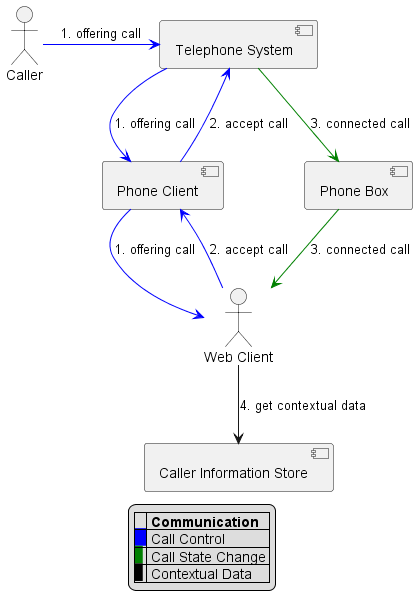 1. offering call
Caller
Telephone System
1. offering call
2. accept call
3. connected call
Phone Client
Phone Box
1. offering call
2. accept call
3. connected call
Web Client
4. get contextual data
Caller Information Store
Communication
Call Control
Call State Change
Contextual Data